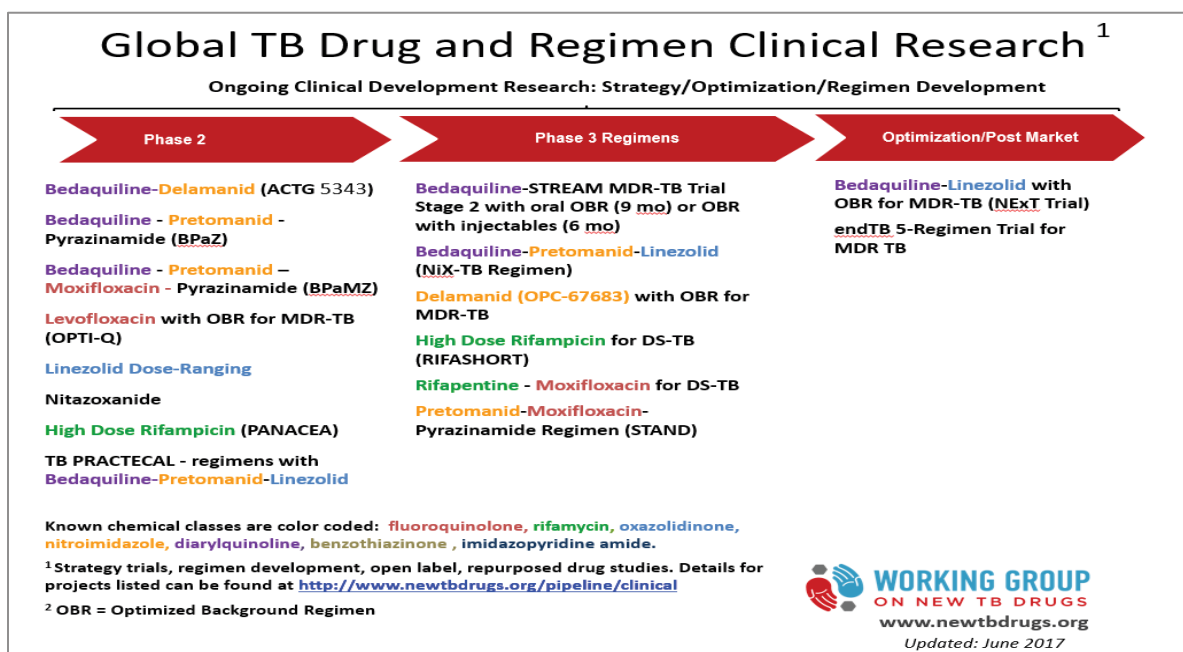 Global TB Drug and Regimen Clinical Research 1
Ongoing Clinical Development Research: Strategy/Optimization/Regimen Development
Phase 2
Bedaquiline-Delamanid (ACTG 5343)
Bedaquiline - Pretomanid -
Pyrazinamide (BPaZ)
Bedaquiline - Pretomanid –
Moxifloxacin - Pyrazinamide (BPaMZ)
Levofloxacin with OBR for MDR-TB
(OPTI-Q)
Linezolid Dose-Ranging
Nitazoxanide
High Dose Rifampicin (PANACEA)
TB PRACTECAL - regimens with
Bedaquiline-Pretomanid-Linezolid
Phase 3 Regimens
Bedaquiline-STREAM MDR-TB Trial
Stage 2 with oral OBR (9 mo) or OBR
with injectables (6 mo)
Bedaquiline-Pretomanid-Linezolid
(NiX-TB Regimen)
Delamanid (OPC-67683) with OBR for
MDR-TB
High Dose Rifampicin for DS-TB
(RIFASHORT)
Rifapentine - Moxifloxacin for DS-TB
Pretomanid-Moxifloxacin-
Pyrazinamide Regimen (STAND)
Optimization/Post Market
Bedaquiline-Linezolid with
OBR for MDR-TB (NExT Trial)
endTB 5-Regimen Trial for
MDR TB
Known chemical classes are color coded: fluoroquinolone, rifamycin, oxazolidinone,
nitroimidazole, diarylquinoline, benzothiazinone , imidazopyridine amide.
1 Strategy trials, regimen development, open label, repurposed drug studies. Details for
projects listed can be found at http://www.newtbdrugs.org/pipeline/clinical
2 OBR = Optimized Background Regimen
WORKING GROUP
ON NEW TB DRUGS
www.newtbdrugs.org
Updated: June 2017